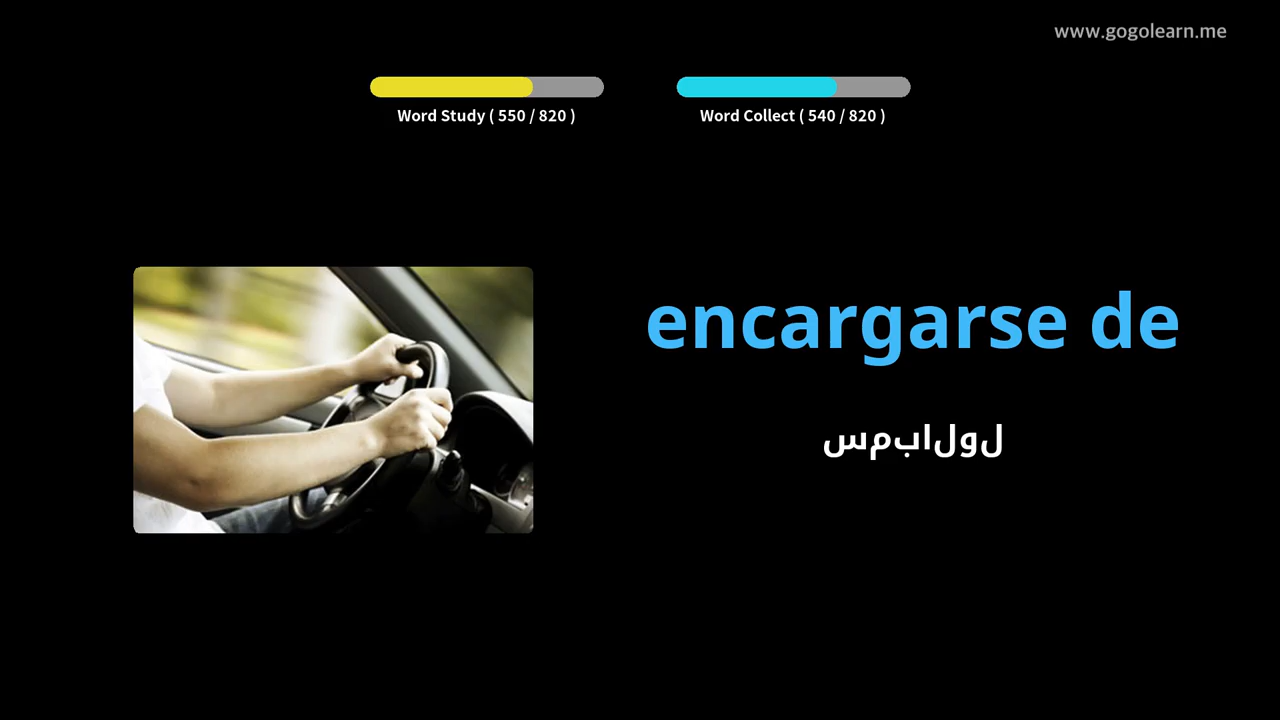 www.gogolearn.me
Word Study ( 550 / 820 )
Word Collect ( 540 / 820 )
encargarse de
سمبالول